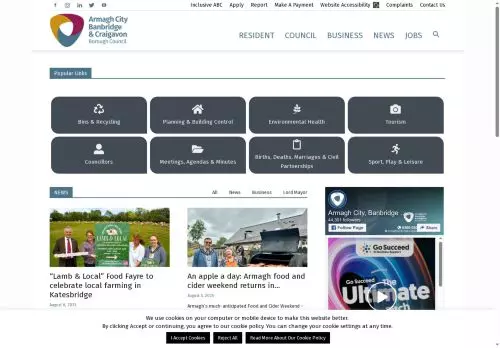 Inclusive ABC Apply Report Make A Payment Website Accessibility Complaints Contact Us
Armagh City
Banbridge
& Craigavon
Borough Council
RESIDENT COUNCIL BUSINESS NEWS JOBS
Popular Links
Bins & Recycling
Planning & Building Control
Environmental Health
Tourism
Councillors
Meetings, Agendas & Minutes
Births, Deaths, Marriages & Civil
Partnerships
Sport, Play & Leisure
NEWS
All News Business Lord Mayor
LAMB & LOCAL
“Lamb & Local” Food Fayre to
celebrate local farming in
Katesbridge
August 6, 2025
An apple a day: Armagh food and
cider weekend returns in...
August 5, 2025
Armagh’s much- anticipated Food and Cider Weekend –
Armagh City, Banbridge ...
44,301 followers
Follow Page
Share
Go Succeed
Go Succeed
The
Ultimate
We use cookies on your computer or mobile device to make this website better.
By clicking Accept or continuing, you agree to our cookie policy. You can change your cookie settings at any time.
I Accept Cookies Reject All Read More About Our Cookie Policy